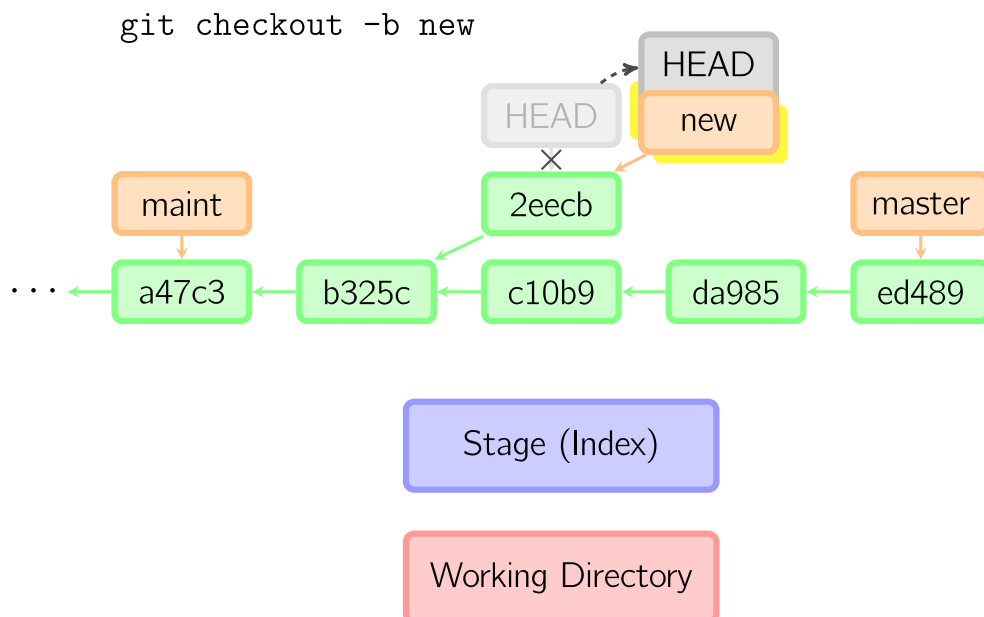 git checkout -b new
HEAD
HEAD
new
maint
2eecb
master
... a47c3 b325c c10b9 da985 ed489
Stage (Index)
Working Directory